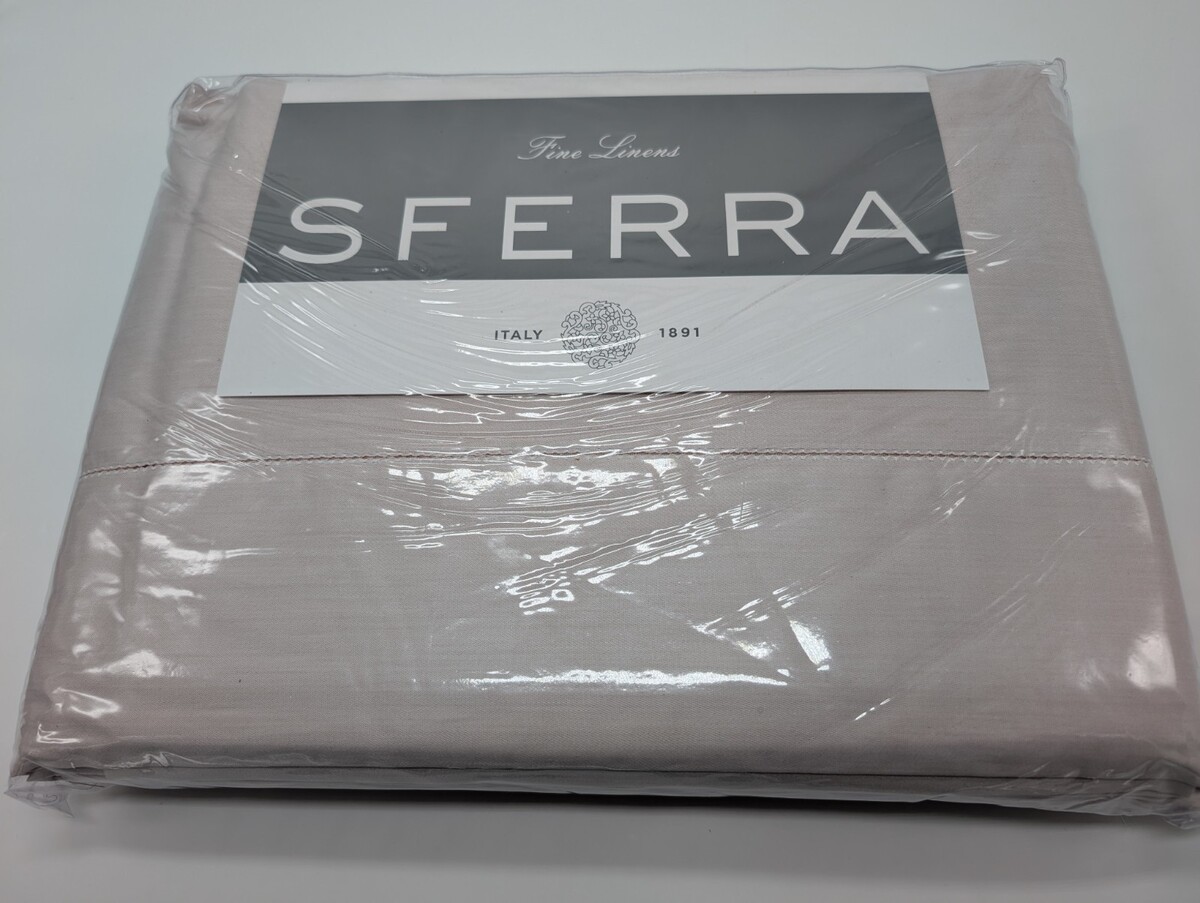 Fine Linens
SFERRA
ITALY 1891